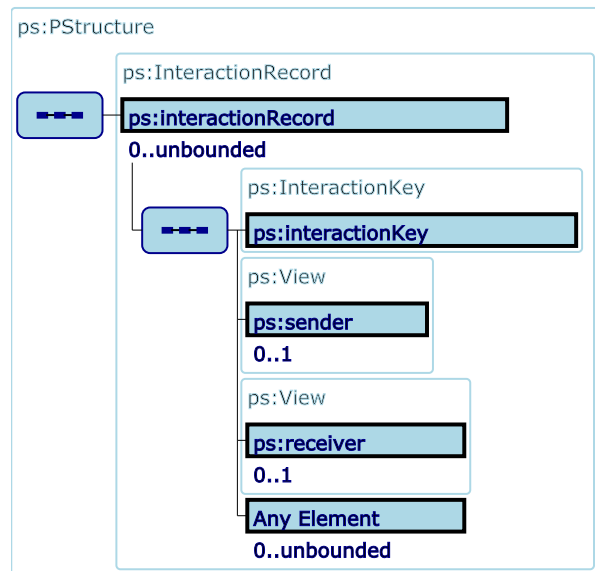 ps:PStructure
ps:InteractionRecord
ps:interactionRecord
0..unbounded
ps:InteractionKey
ps:interactionKey
ps:View
ps:sender
0..1
ps:View
ps:receiver
0..1
Any Element
0..unbounded